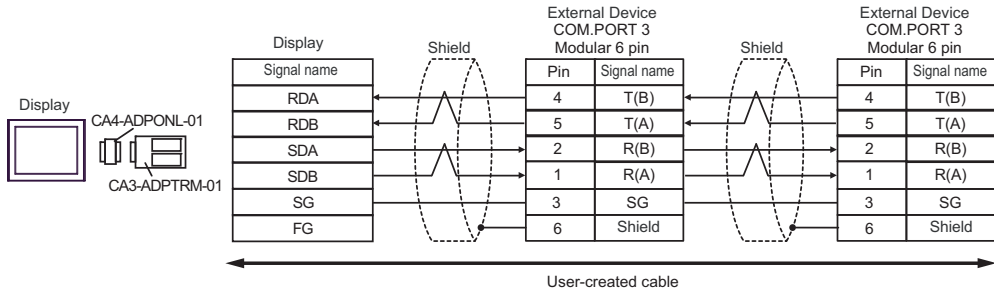 Display
CA4-ADPONL-01
CA3-ADPTRM-01
Display
Signal name
RDA
RDB
SDA
SDB
SG
FG
Shield
External Device
COM.PORT 3
Modular 6 pin
Pin Signal name
4 T(B)
5 T(A)
2 R(B)
1 R(A)
3 SG
6 Shield
Shield
External Device
COM.PORT 3
Modular 6 pin
Pin Signal name
4 T(B)
5 T(A)
2 R(B)
1 R(A)
3 SG
6 Shield
User-created cable